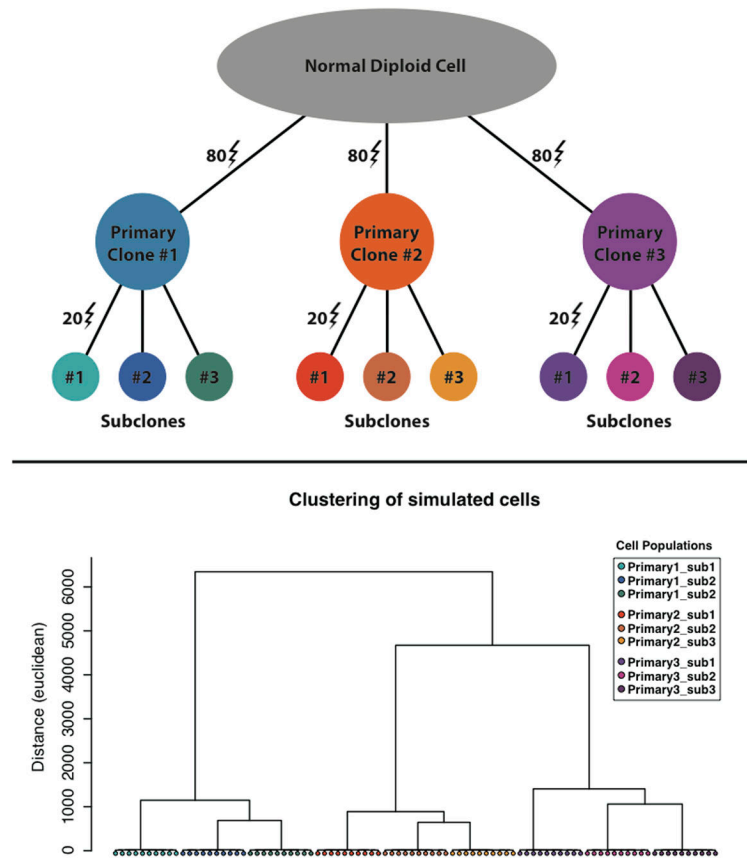 Normal Diploid Cell
80
80
80
Primary
Clone #1
Primary
Clone #2
Primary
Clone #3
20
20
20
#1
#2
#3
#1
#2
#3
#1
#2
#3
Subclones
Subclones
Subclones
Clustering of simulated cells
Distance (euclidean)
6000
5000
4000
3000
2000
1000
0
Cell Populations
Primary1_sub1
Primary1_sub2
Primary1_sub2
Primary2_sub1
Primary2_sub2
Primary2_sub3
Primary3_sub1
Primary3_sub2
Primary3_sub3